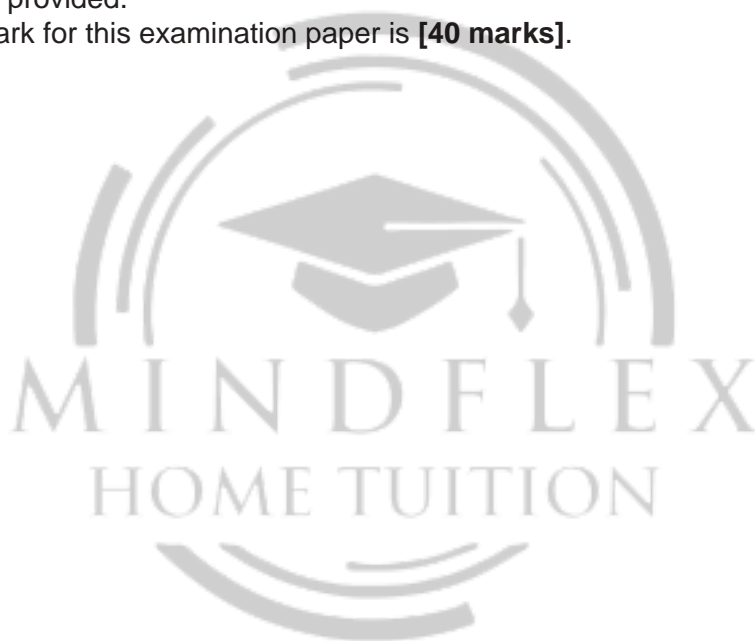 provided.
ark for this examination paper is [40 marks].
MINDFLEX
HOME TUITION